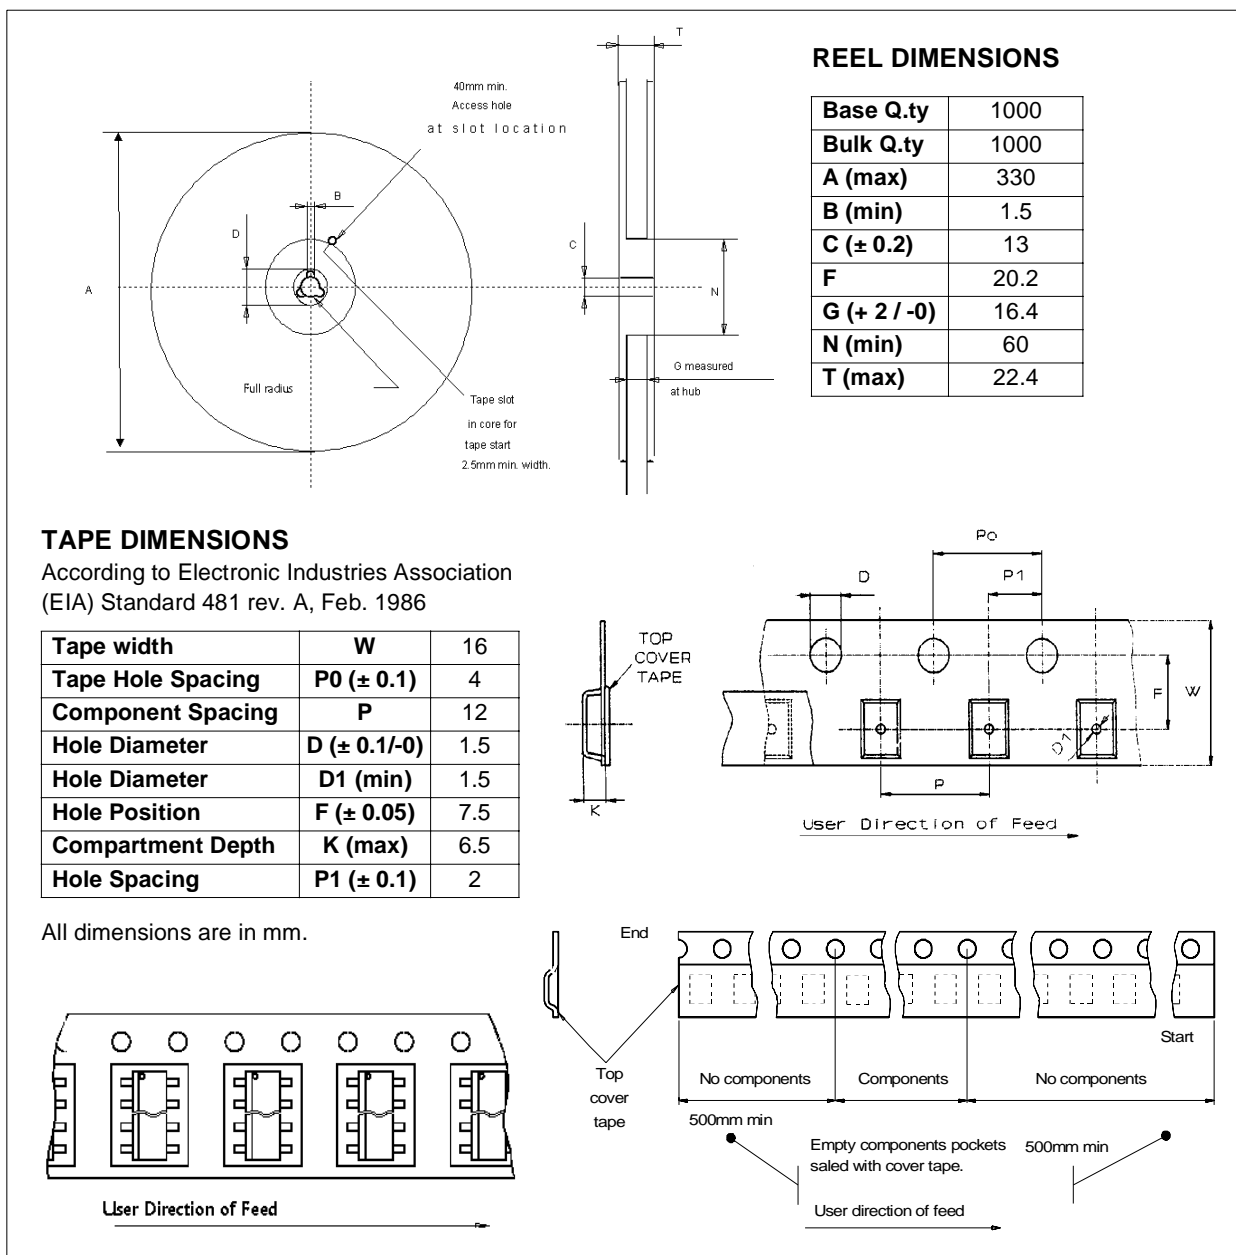 T
REEL DIMENSIONS
40mm min.
Access hole
at slot location
Base Q.ty 1000
Bulk Q.ty 1000
A (max) 330
B (min) 1.5
C (± 0.2) 13
F 20.2
G (+ 2 / -0) 16.4
N (min) 60
T (max) 22.4
B
D
C
A
N
G measured
at hub
Full radius
Tape slot
in core for
tape start
2.5mm min. width.
TAPE DIMENSIONS
According to Electronic Industries Association
(EIA) Standard 481 rev. A, Feb. 1986
Tape width W 16
Tape Hole Spacing P0 (± 0.1) 4
Component Spacing P 12
Hole Diameter D (± 0.1/-0) 1.5
Hole Diameter D1 (min) 1.5
Hole Position F (± 0.05) 7.5
Compartment Depth K (max) 6.5
Hole Spacing P1 (± 0.1) 2
All dimensions are in mm.
Po
D
P1
TOP
COVER
TAPE
F
W
D1
P
K
User Direction of Feed
End
Start
Top
cover
tape
No components
Components
No components
500mm min
Empty components pockets
saled with cover tape.
500mm min
User direction of feed
User Direction of Feed